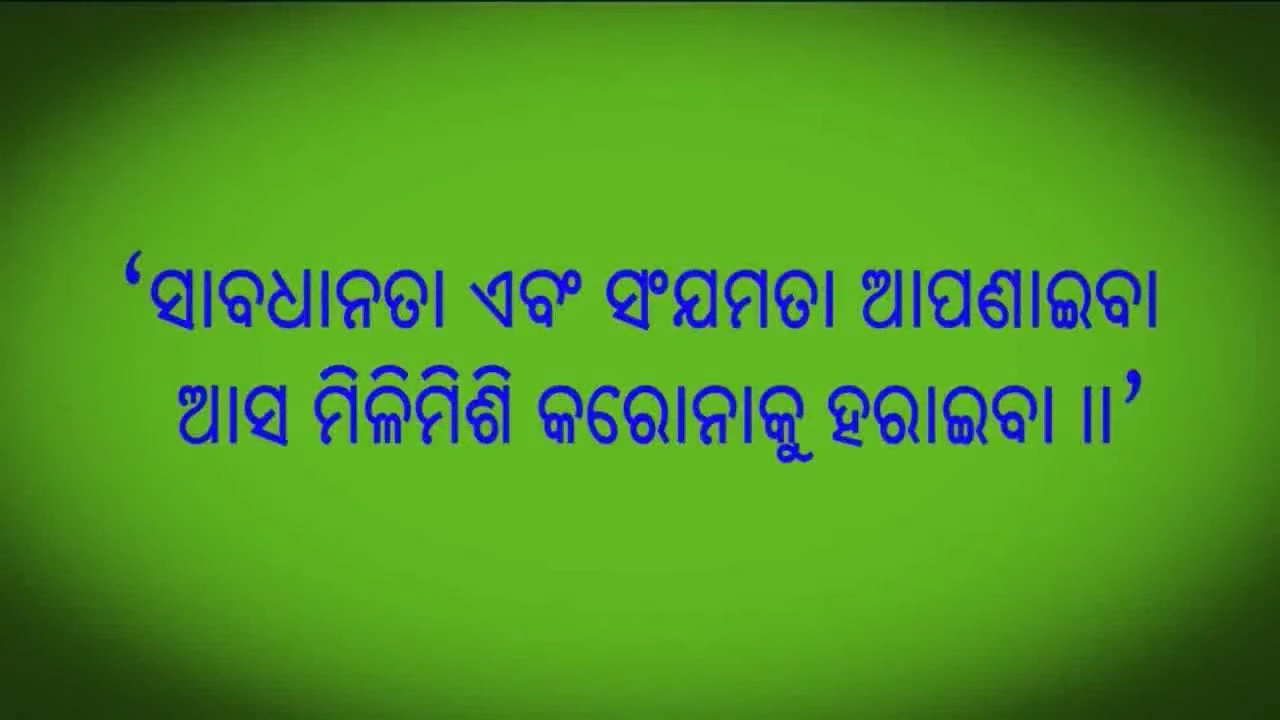 ‘ସାବଧାନତା ଏବଂ ସଂଯମତା ଆପଣାଇବା
ଆସ ମିଳିମିଶି କରୋନାକୁ ହରାଇବା ॥’